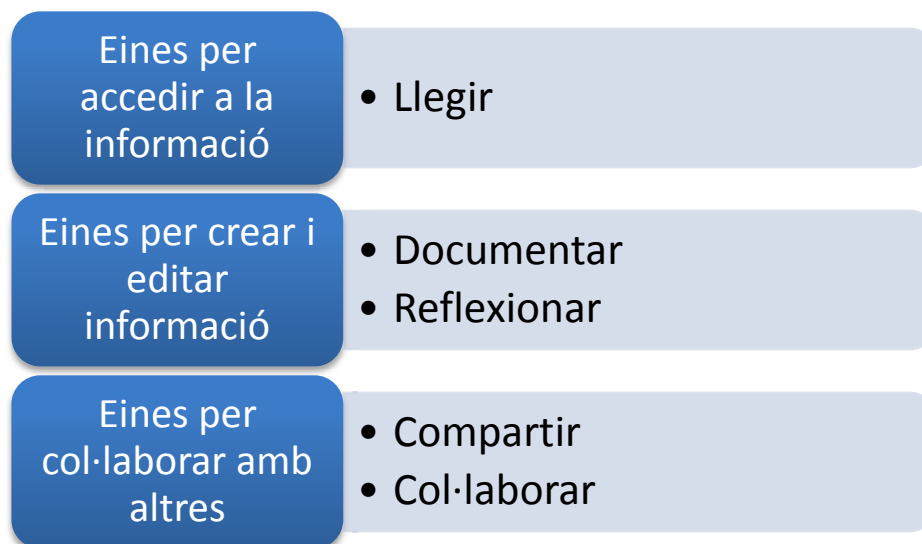 Eines per
accedir a la
informació
• Llegir
Eines per crear i
editar
informació
• Documentar
• Reflexionar
Eines per
col·laborar amb
altres
• Compartir
• Col·laborar